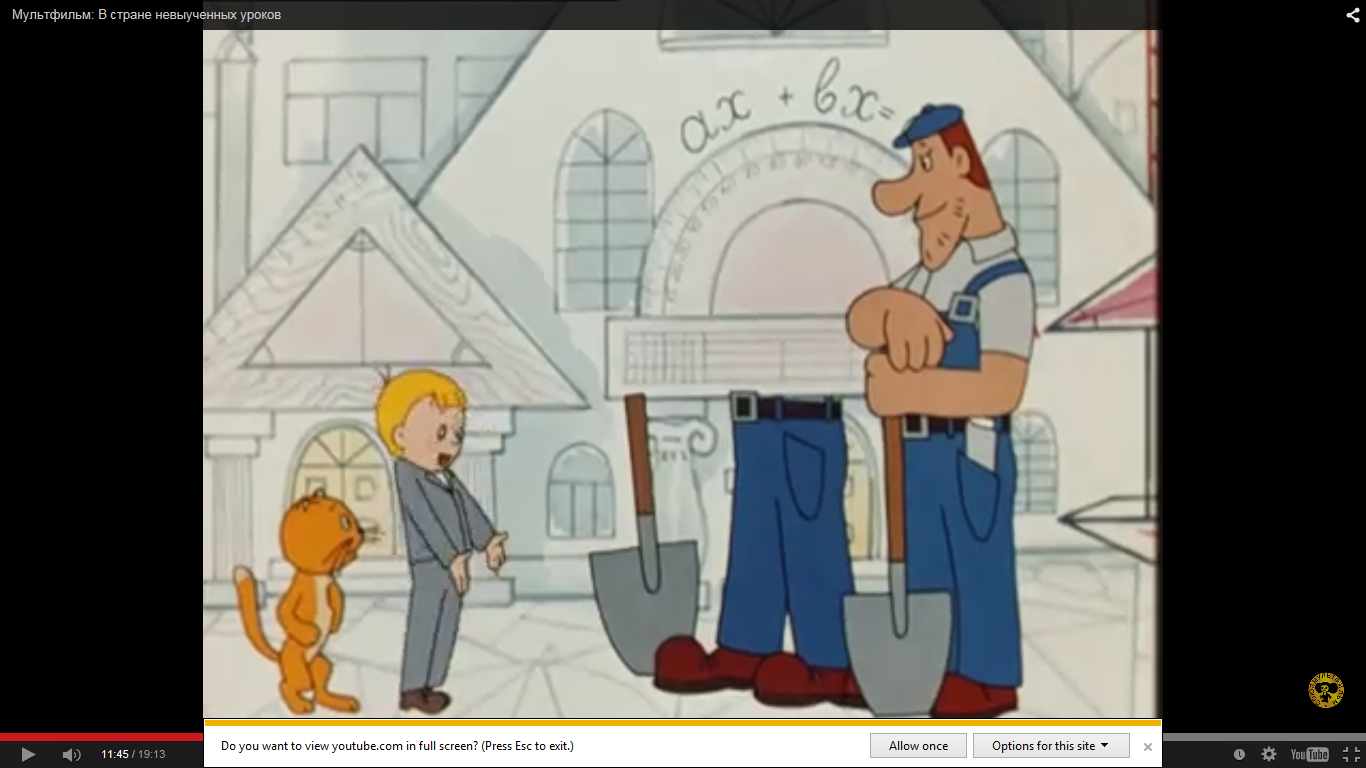 Мультфильм: В стране невыученных уроков
ax + bx=
Do you want to view youtube.com in full screen? (Press Esc to exit.)
Allow once
Options for this site
11:45 / 19:13
YouTube